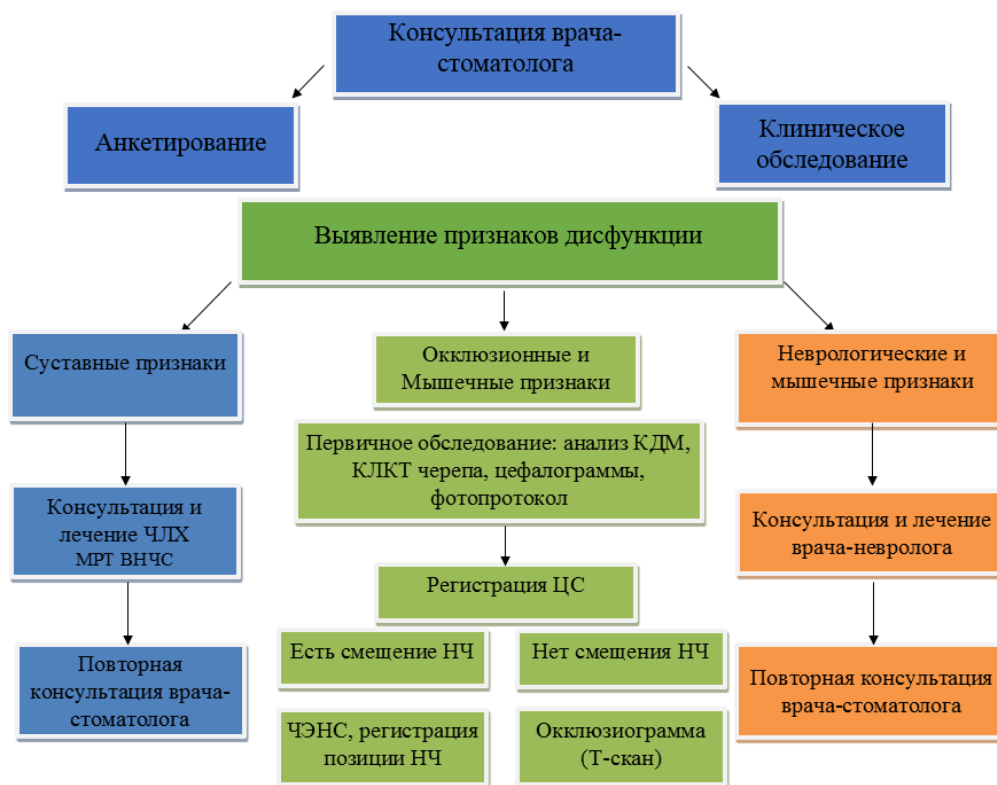 Консультация врача-
стоматолога
Анкетирование
Клиническое
обследование
Выявление признаков дисфункции
Суставные признаки
Окклюзионные и
Мышечные признаки
Неврологические и
мышечные признаки
Первичное обследование: анализ КДМ,
КЛКТ черепа, цефалограммы,
фотопротокол
Консультация и
лечение ЧЛХ
МРТ ВНЧС
Консультация и лечение
врача-невролога
Регистрация ЦС
Есть смещение НЧ
Нет смещения НЧ
Повторная
консультация врача-
стоматолога
Повторная консультация
врача-стоматолога
ЧЭНС, регистрация
позиции НЧ
Окклюзиограмма
(Т-скан)